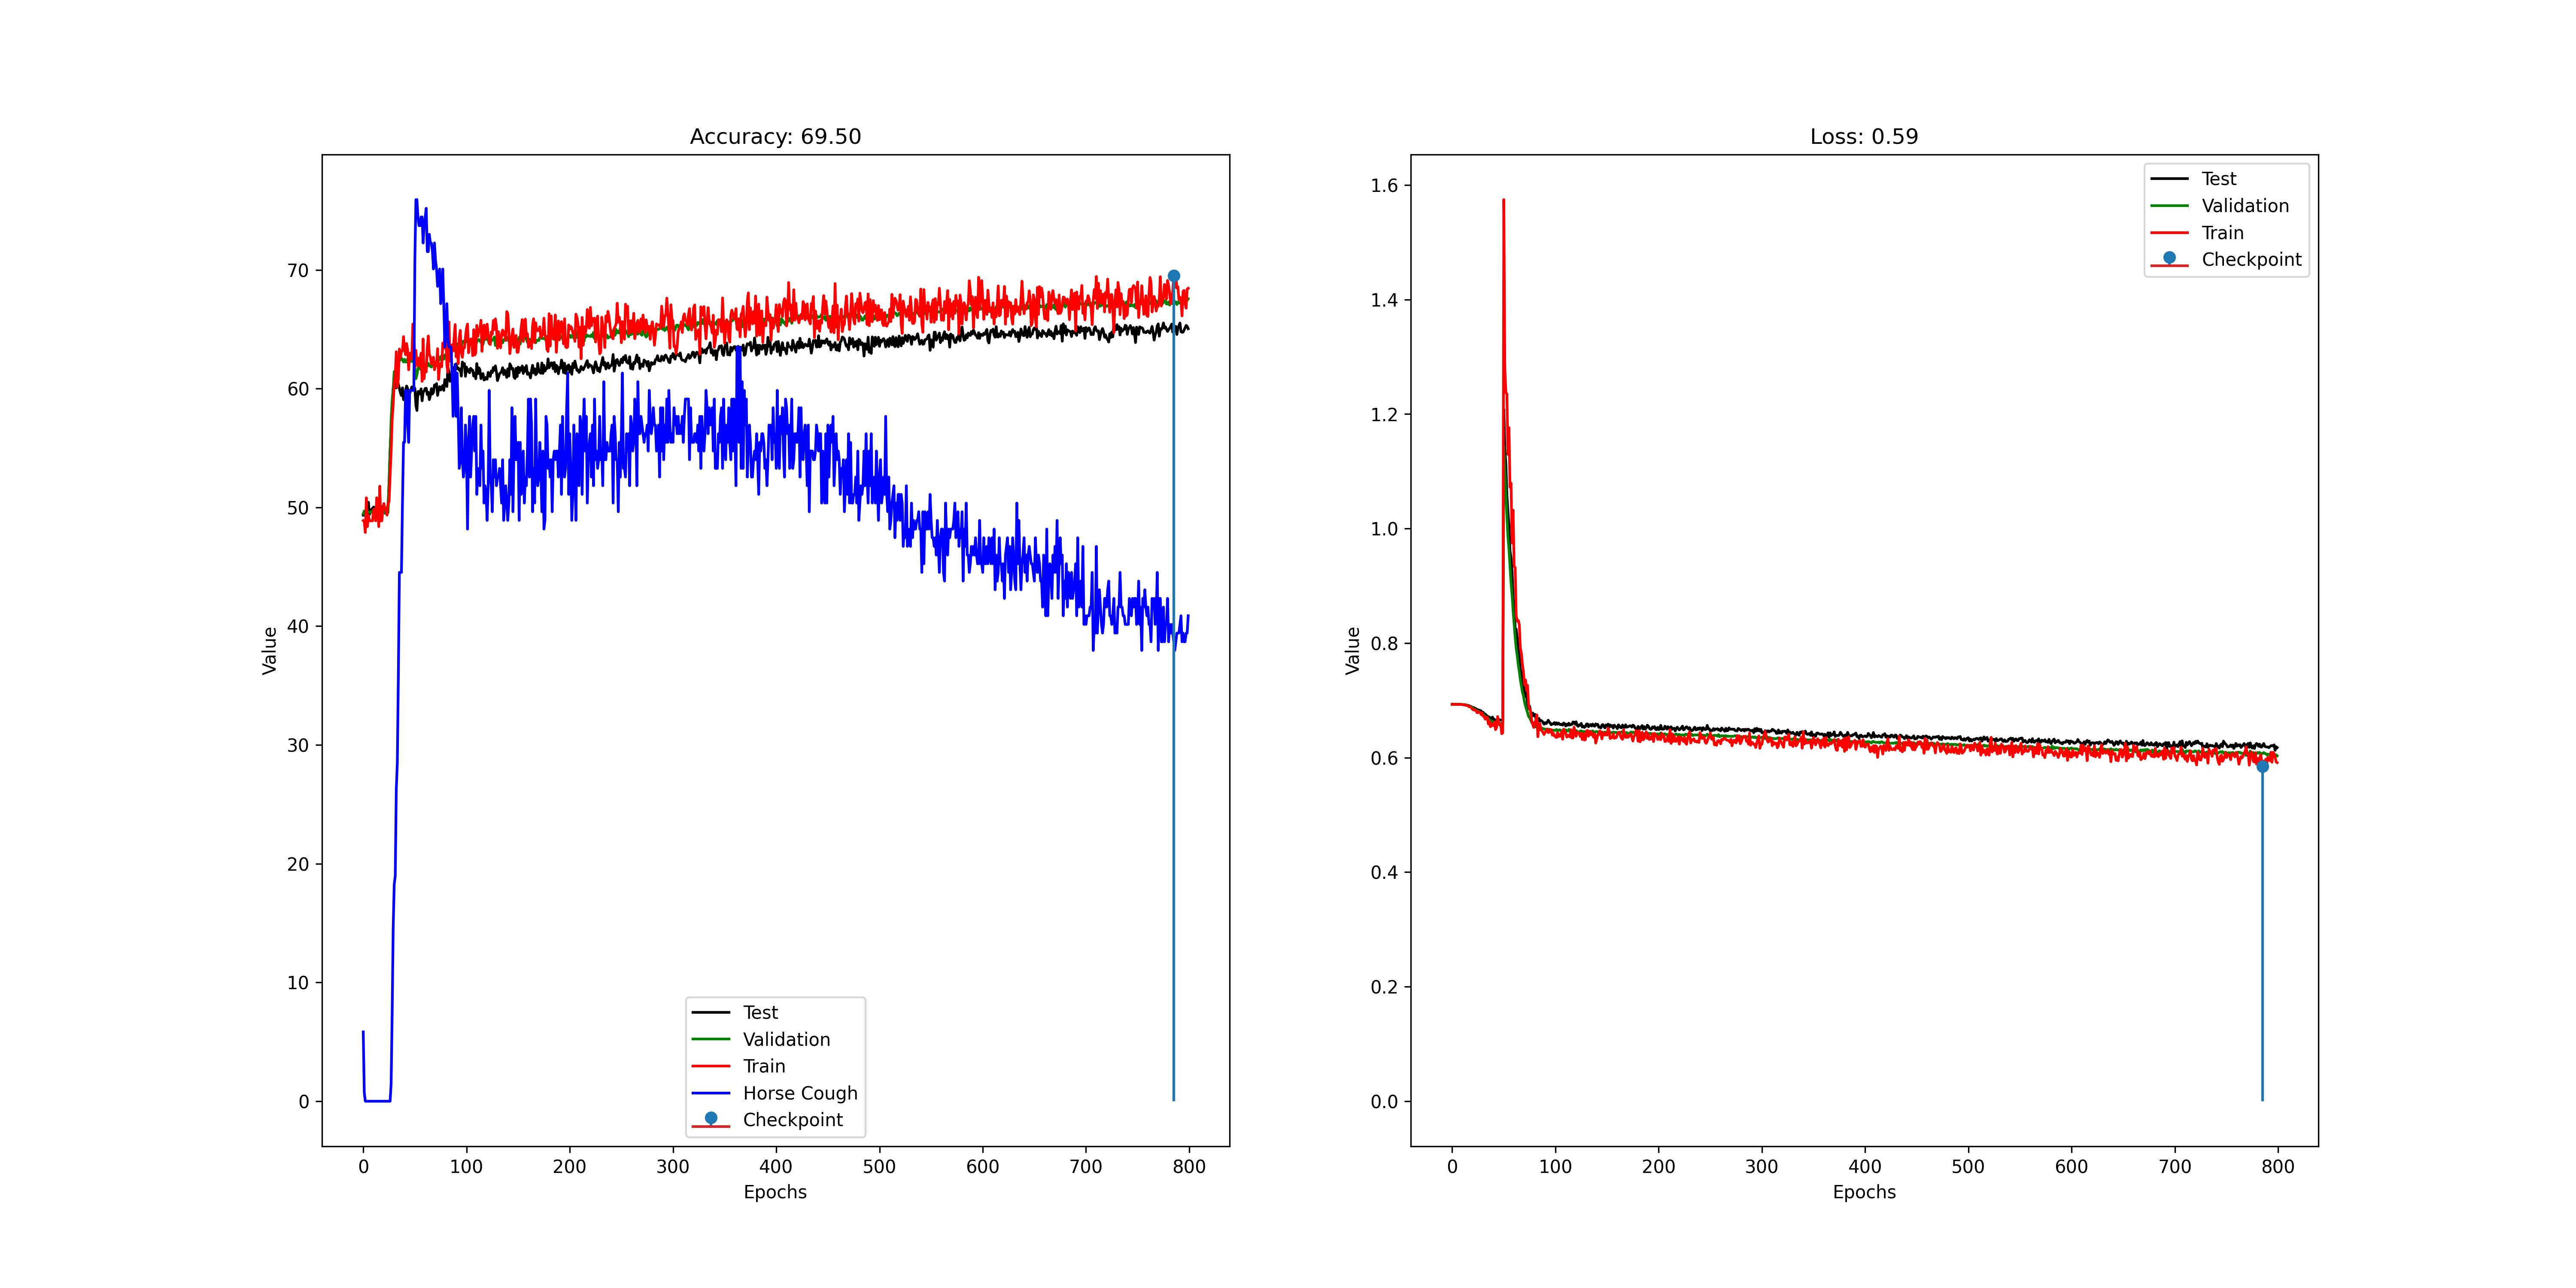 Accuracy: 69.50
70
60
50
40
30
20
10
0
Value
0 100 200 300 400 500 600 700 800
Epochs
Test
Validation
Train
Horse Cough
Checkpoint
Loss: 0.59
1.6
1.4
1.2
1.0
0.8
0.6
0.4
0.2
0.0
Value
0 100 200 300 400 500 600 700 800
Epochs
Test
Validation
Train
Checkpoint